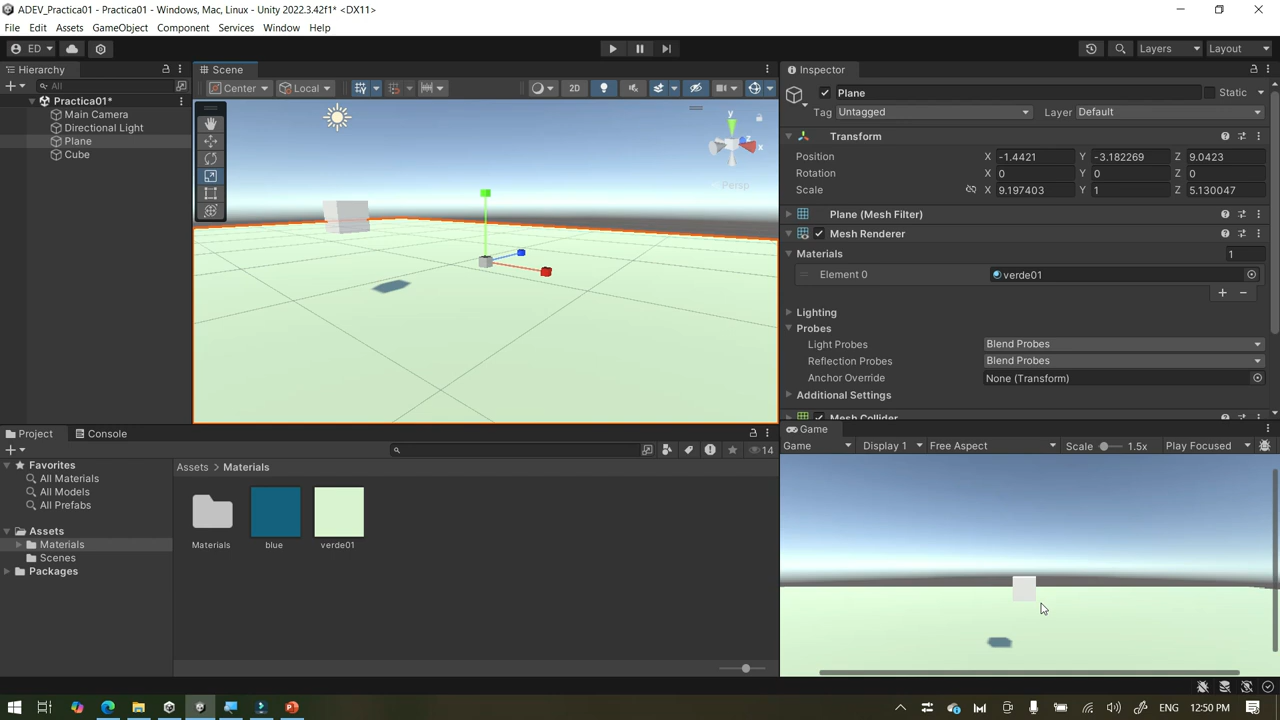 ADEV_Practica01 - Practica01 - Windows, Mac, Linux - Unity 2022.3.42f1* <DX11>
File Edit Assets GameObject Component Services Window Help
ED
Layers Layout
Hierarchy
All
Practica01*
Main Camera
Directional Light
Plane
Cube
Scene
Center Local 2D
y
z
x
Persp
Inspector
Plane Static
Tag Untagged Layer Default
Transform
Position X -1.4421 Y -3.182269 Z 9.0423
Rotation X 0 Y 0 Z 0
Scale X 9.197403 Y 1 Z 5.130047
Plane (Mesh Filter)
Mesh Renderer
Materials 1
Element 0 verde01
Lighting
Probes
Light Probes Blend Probes
Reflection Probes Blend Probes
Anchor Override None (Transform)
Additional Settings
Mesh Collider
Project Console
14
Favorites
All Materials
All Models
All Prefabs
Assets
Materials
Scenes
Packages
Assets > Materials
Materials blue verde01
Game
Game Display 1 Free Aspect Scale 1.5x Play Focused
12:50 PM